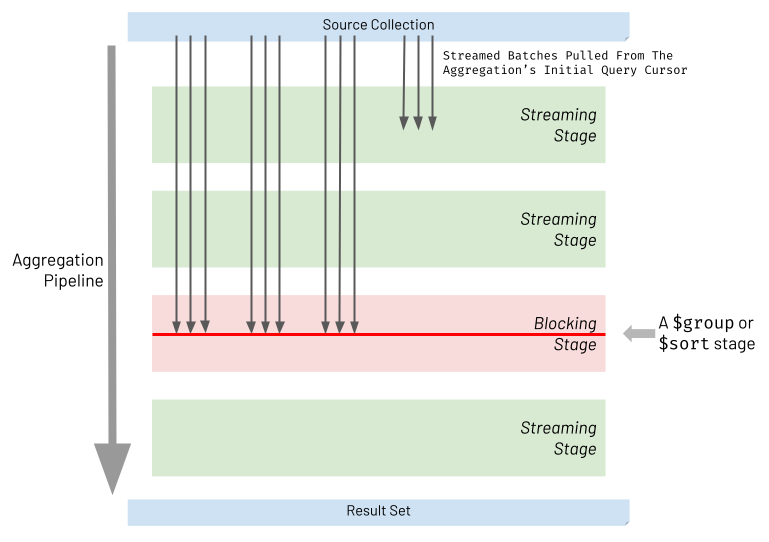 Source Collection
Streamed Batches Pulled From The
Aggregation’s Initial Query Cursor
Streaming
Stage
Streaming
Stage
Aggregation
Pipeline
Blocking
Stage
A $group or
$sort stage
Streaming
Stage
Result Set